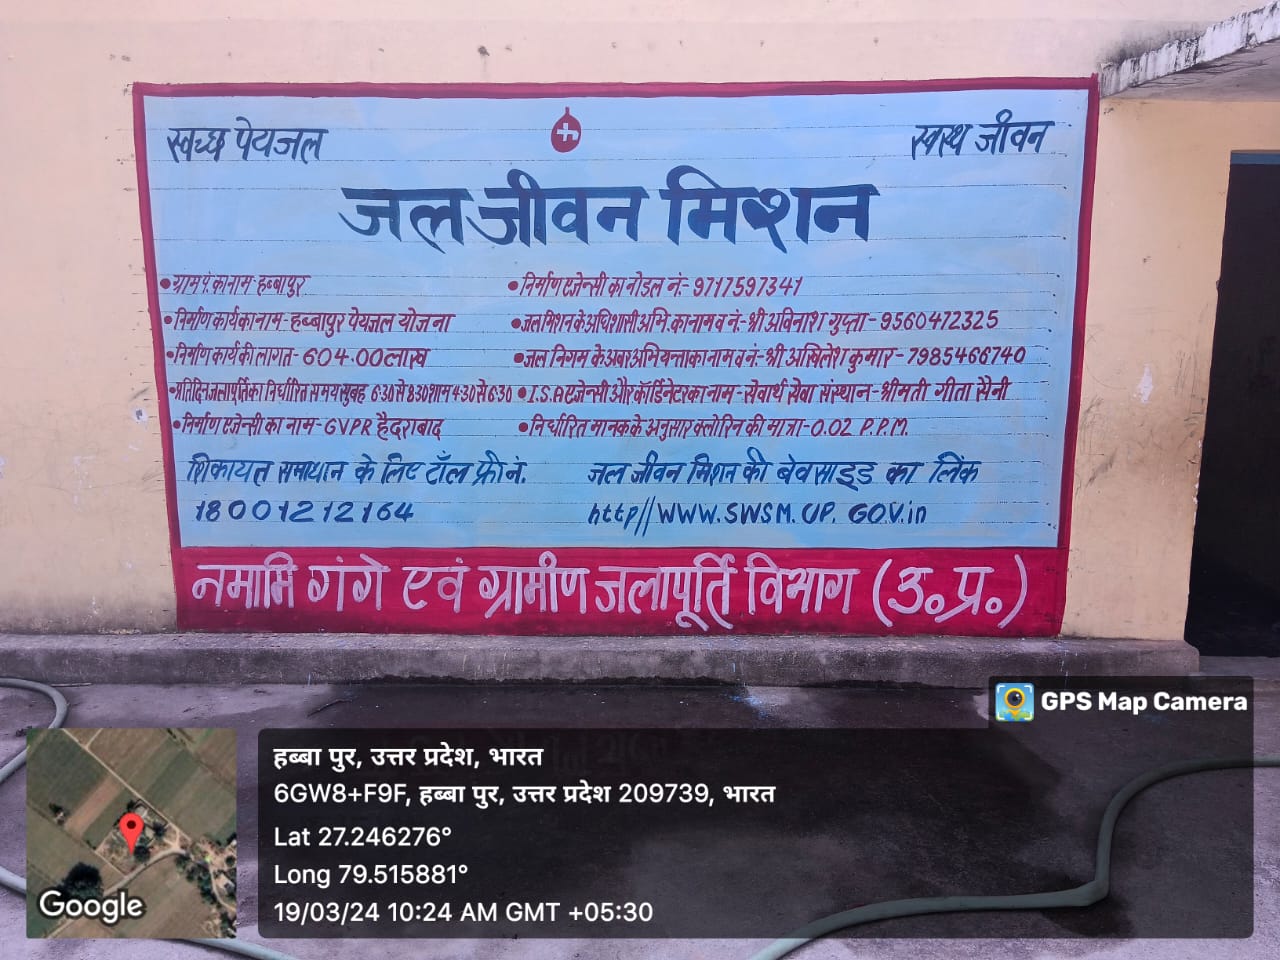 स्वच्छ पेयजल
स्वस्थ जीवन
जल जीवन मिशन
•ग्राम पं. का नाम-हब्बापुर
•निर्माण कार्य का नाम-हब्बापुर पेयजल योजना
•निर्माण कार्य की लागत-604.00लाख
•प्रतिदिन जलापूर्ति का निर्धारित समय सुबह 6:30 से 8:30 शाम 4:30 से 6:30
•निर्माण एजेन्सी का नाम-GVPR हैदराबाद
•निर्माण एजेन्सी का नोडल नं:-9717597341
•जल मिशन के अधिशासी अभि. का नाम व नं:-श्री अविनाश गुप्ता-9560472325
•जल निगम के अवर अभियन्ता का नाम व नं:-श्री अखिलेश कुमार-7985466740
•I.S.A एजेन्सी और कॉर्डिनेटर का नाम-सेवार्थ सेवा संस्थान-श्रीमती गीता सैनी
•निर्धारित मानक के अनुसार क्लोरिन की मात्रा-0.02 P.P.M.
शिकायत समाधान के लिए टॉल फ्री नं.
18001212164
जल जीवन मिशन की बेवसाइड का लिंक
http//WWW.SWSM.UP.GOV.in
नमामि गंगे एवं ग्रामीण जलापूर्ति विभाग (उ.प्र.)
GPS Map Camera
हब्बा पुर, उत्तर प्रदेश, भारत
6GW8+F9F, हब्बा पुर, उत्तर प्रदेश 209739, भारत
Lat 27.246276°
Long 79.515881°
19/03/24 10:24 AM GMT +05:30
Google